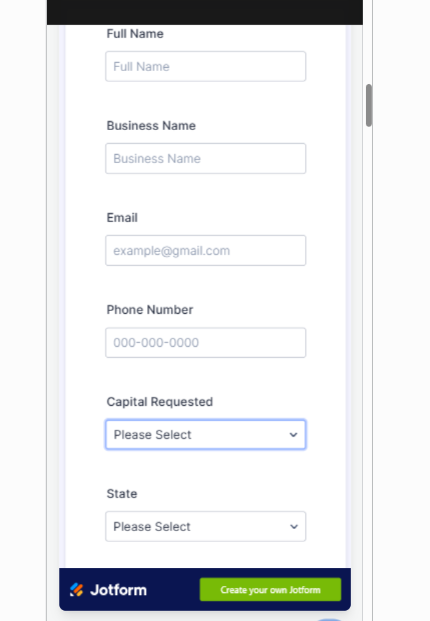 Full Name
Full Name
Business Name
Business Name
Email
example@gmail.com
Phone Number
000-000-0000
Capital Requested
Please Select
State
Please Select
Jotform
Create your own Jotform